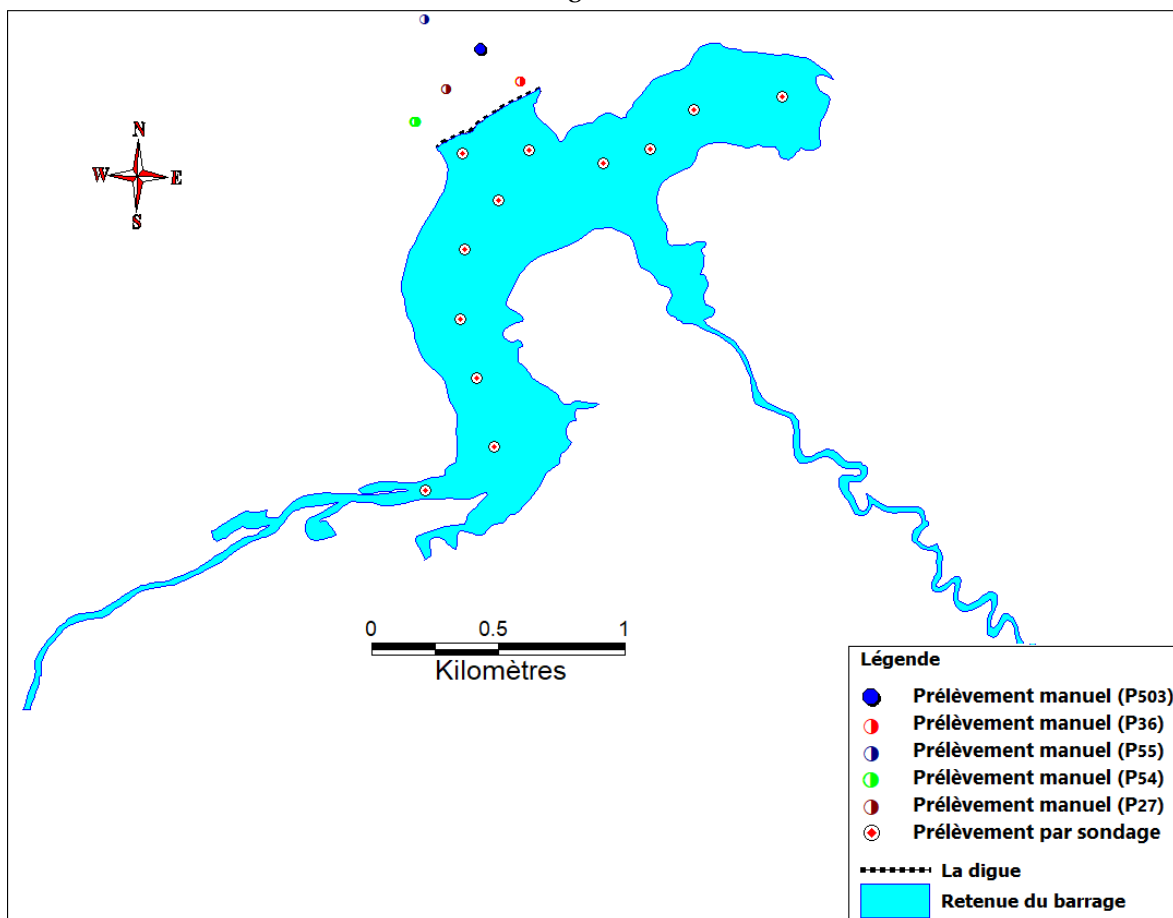 N
W E
S
0 0.5 1
Kilomètres
Légende
Prélèvement manuel (P503)
Prélèvement manuel (P36)
Prélèvement manuel (P55)
Prélèvement manuel (P54)
Prélèvement manuel (P27)
Prélèvement par sondage
La digue
Retenue du barrage